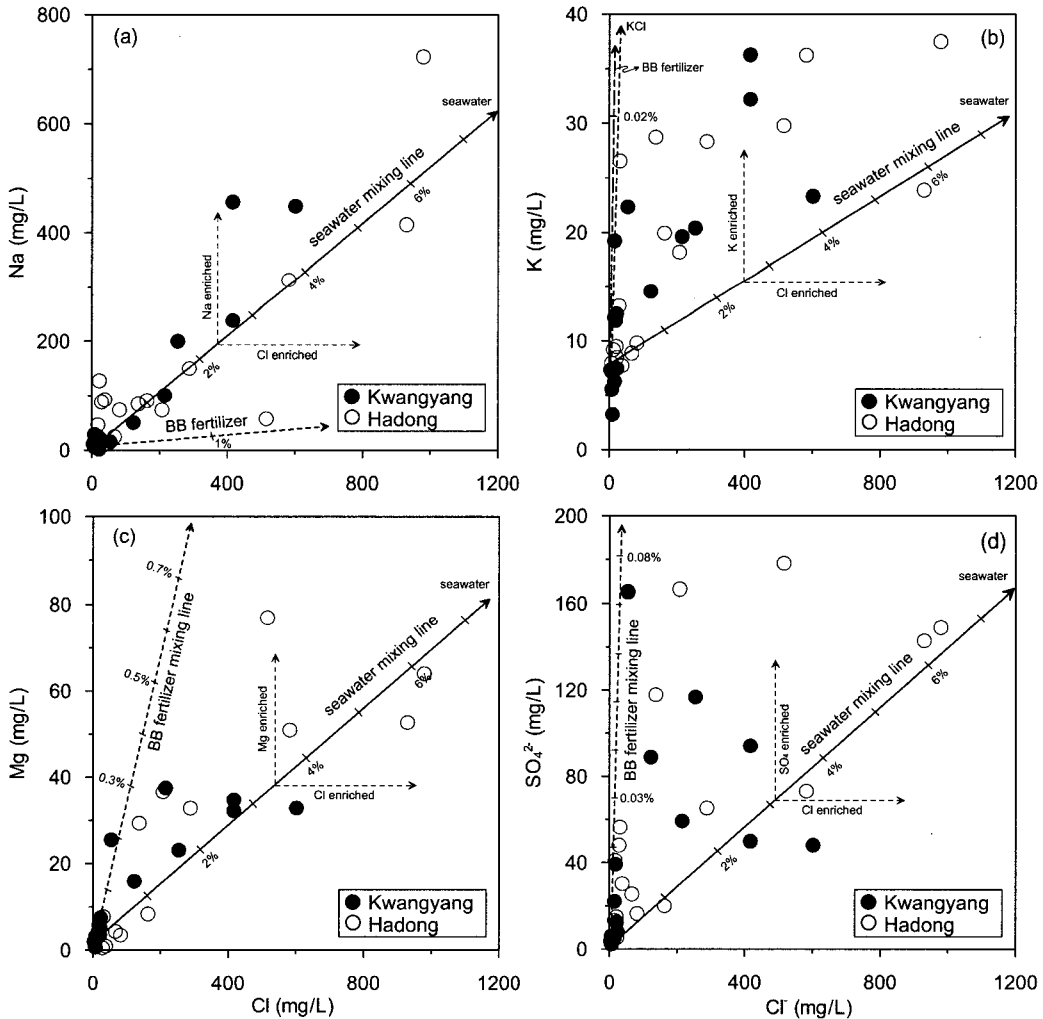 (a)
800
600
400
200
0
Na (mg/L)
seawater
seawater mixing line
6%
4%
2%
Na enriched
Cl enriched
BB fertilizer
1%
Kwangyang
Hadong
0
400
800
1200
(b)
40
30
20
10
0
K (mg/L)
KCl
BB fertilizer
0.02%
seawater
seawater mixing line
6%
4%
2%
K enriched
Cl enriched
Kwangyang
Hadong
0
400
800
1200
(c)
100
80
60
40
20
0
Mg (mg/L)
0.7%
0.5%
0.3%
BB fertilizer mixing line
seawater
seawater mixing line
6%
4%
2%
Mg enriched
Cl enriched
Kwangyang
Hadong
0
400
800
1200
Cl (mg/L)
(d)
200
160
120
80
40
0
SO₄²⁻ (mg/L)
0.08%
0.03%
BB fertilizer mixing line
seawater
seawater mixing line
6%
4%
2%
SO₄ enriched
Cl enriched
Kwangyang
Hadong
0
400
800
1200
Cl⁻ (mg/L)